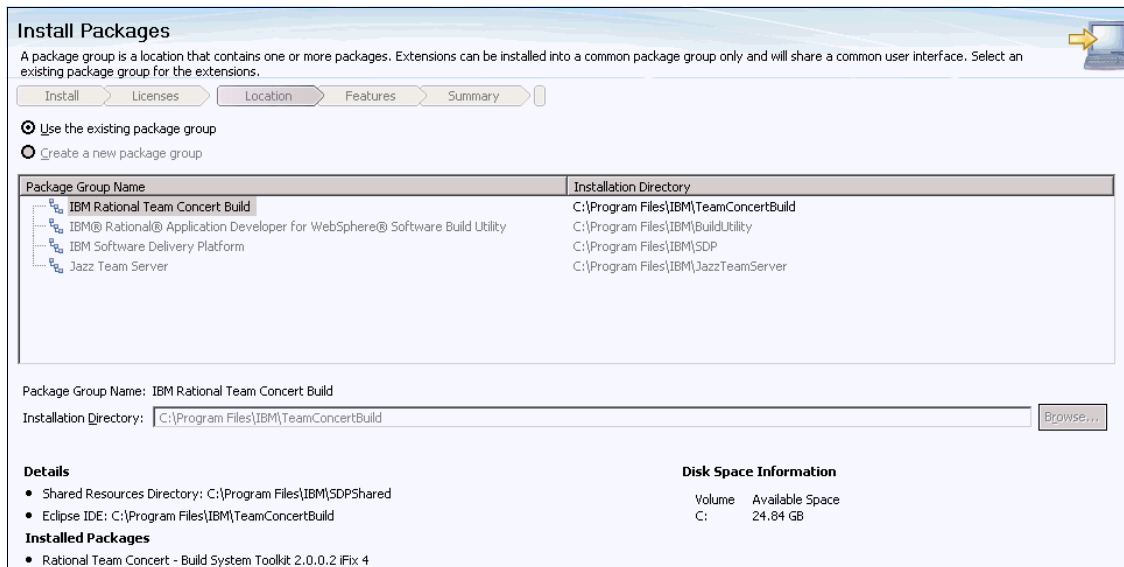 Install Packages
A package group is a location that contains one or more packages. Extensions can be installed into a common package group only and will share a common user interface. Select an
existing package group for the extensions.
Install Licenses Location Features Summary
Use the existing package group
Create a new package group
Package Group Name Installation Directory
IBM Rational Team Concert Build C:\Program Files\IBM\TeamConcertBuild
IBM® Rational® Application Developer for WebSphere® Software Build Utility C:\Program Files\IBM\BuildUtility
IBM Software Delivery Platform C:\Program Files\IBM\SDP
Jazz Team Server C:\Program Files\IBM\JazzTeamServer
Package Group Name: IBM Rational Team Concert Build
Installation Directory: C:\Program Files\IBM\TeamConcertBuild Browse...
Details Disk Space Information
• Shared Resources Directory: C:\Program Files\IBM\SDPShared Volume Available Space
• Eclipse IDE: C:\Program Files\IBM\TeamConcertBuild C: 24.84 GB
Installed Packages
• Rational Team Concert - Build System Toolkit 2.0.0.2 iFix 4